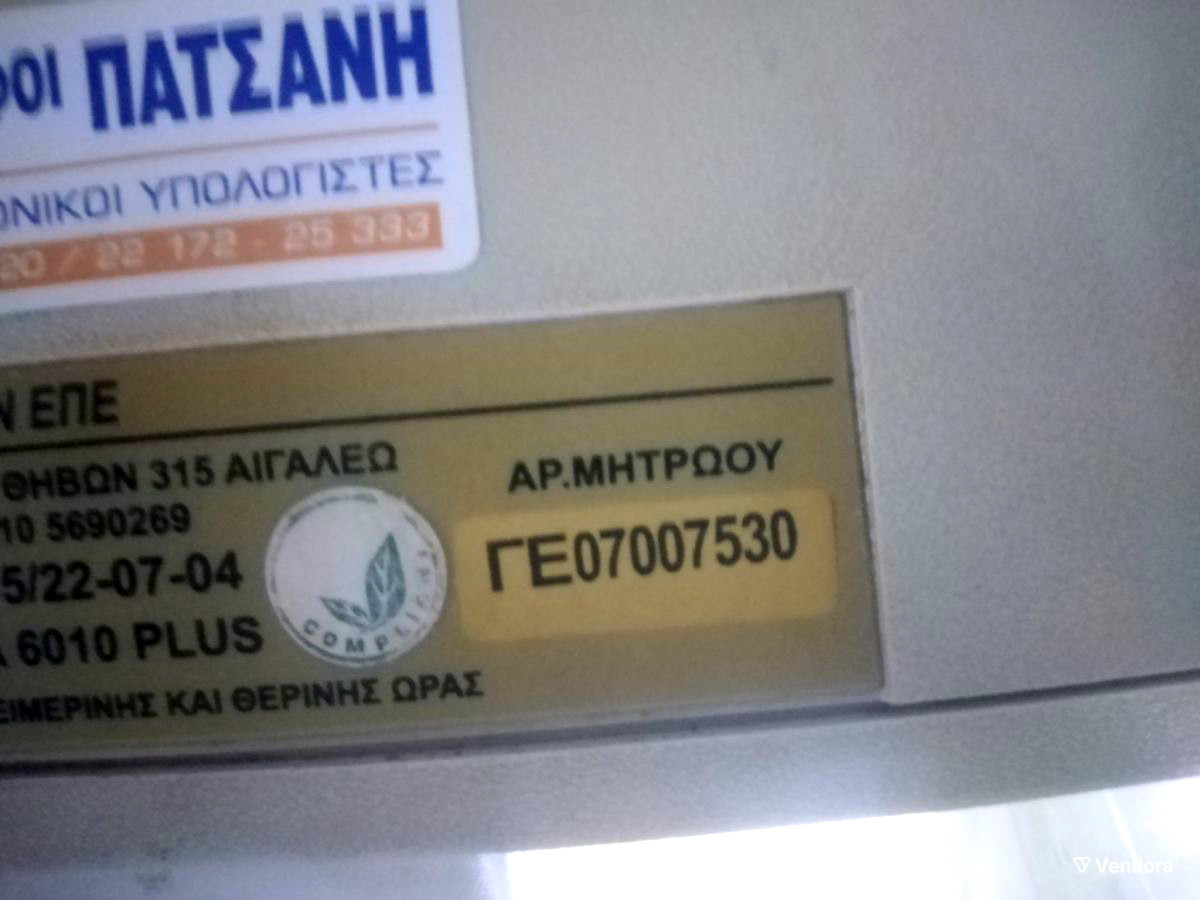 ΦΟΙ ΠΑΤΣΑΝΗ
ΟΝΙΚΟΙ ΥΠΟΛΟΓΙΣΤΕΣ
20 / 22 172 - 25 333
Ν ΕΠΕ
ΘΗΒΩΝ 315 ΑΙΓΑΛΕΩ
10 5690269
5/22-07-04
Α 6010 PLUS
ΕΙΜΕΡΙΝΗΣ ΚΑΙ ΘΕΡΙΝΗΣ ΩΡΑΣ
COMPLIANT
ΑΡ.ΜΗΤΡΩΟΥ
ΓΕ07007530
Vendora